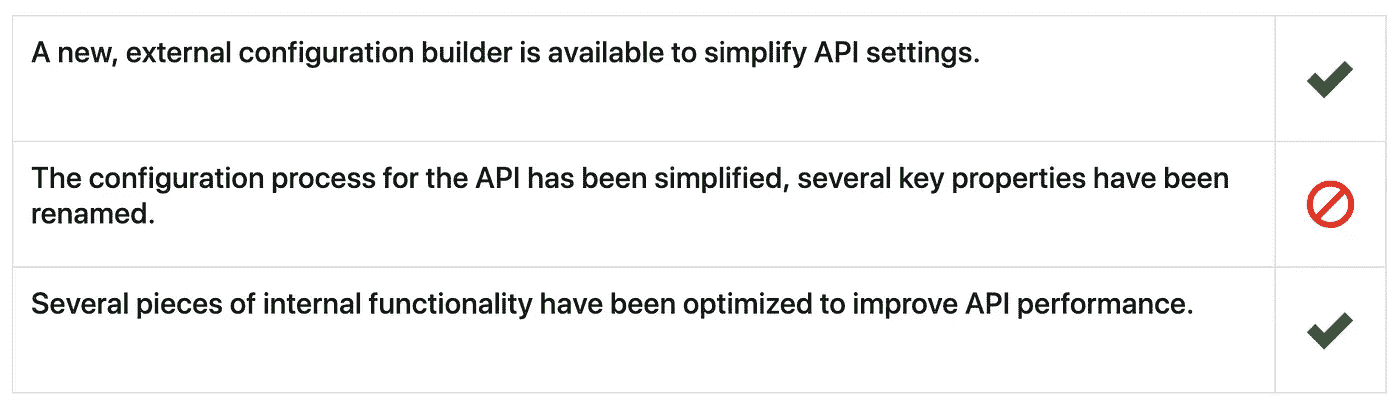 A new, external configuration builder is available to simplify API settings.
The configuration process for the API has been simplified, several key properties have been
renamed.
Several pieces of internal functionality have been optimized to improve API performance.